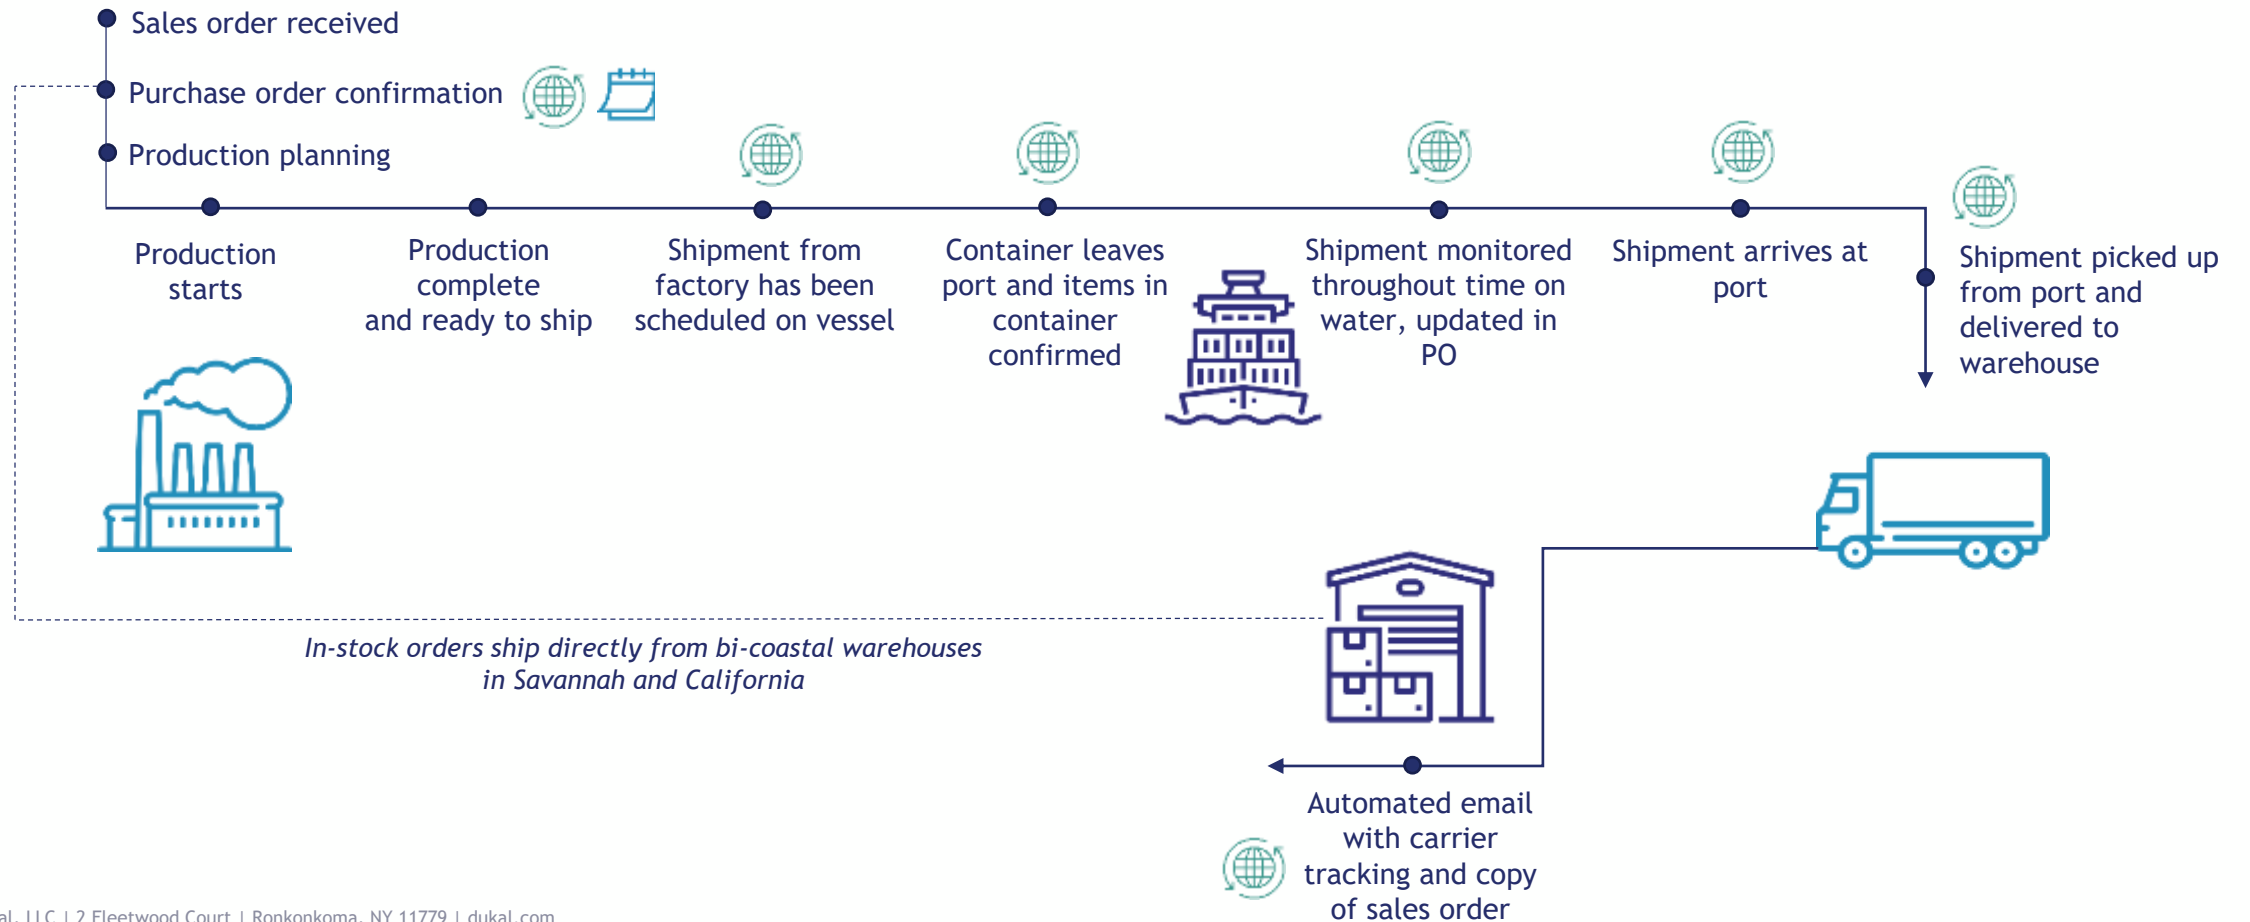 Sales order received
Purchase order confirmation
Production planning
Production
starts
Production
complete
and ready to ship
Shipment from
factory has been
scheduled on vessel
Container leaves
port and items in
container
confirmed
Shipment monitored
throughout time on
water, updated in
PO
Shipment arrives at
port
Shipment picked up
from port and
delivered to
warehouse
In-stock orders ship directly from bi-coastal warehouses
in Savannah and California
Automated email
with carrier
tracking and copy
of sales order
al, LLC | 2 Fleetwood Court | Ronkonkoma, NY 11779 | dukal.com